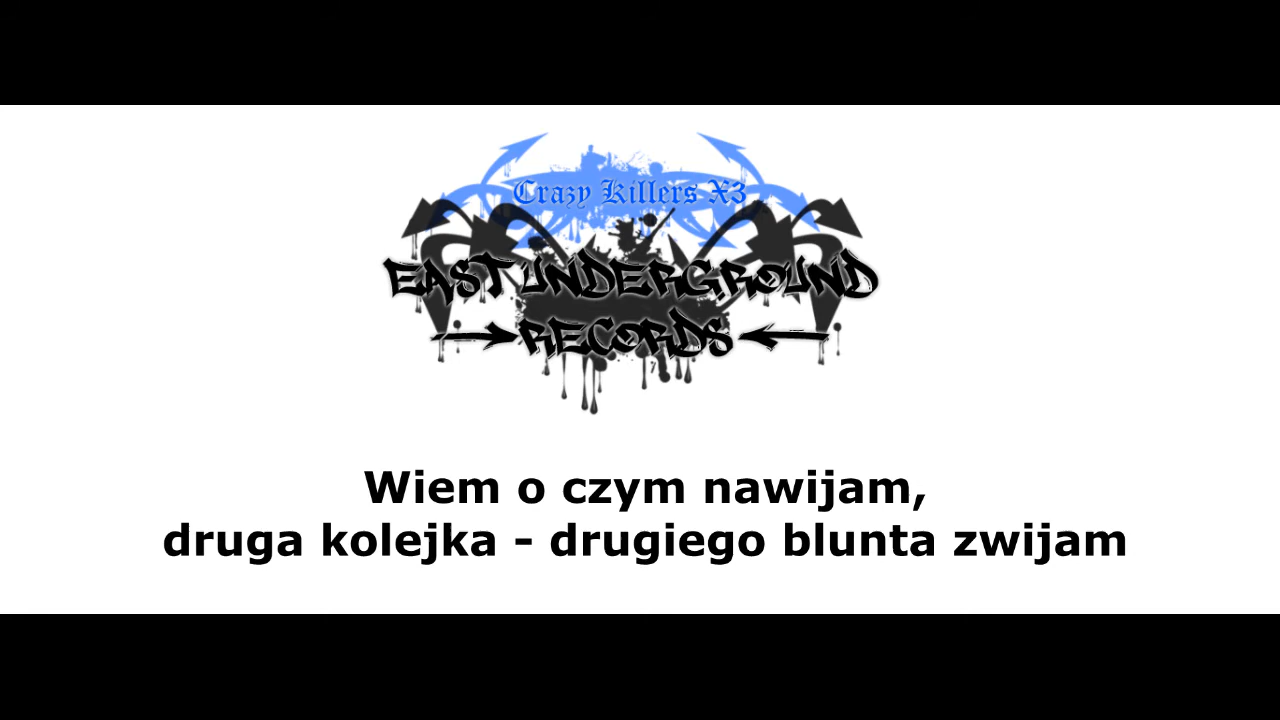 Crazy Killers X3
EAST UNDERGROUND
RECORDS
Wiem o czym nawijam,
druga kolejka - drugiego blunta zwijam